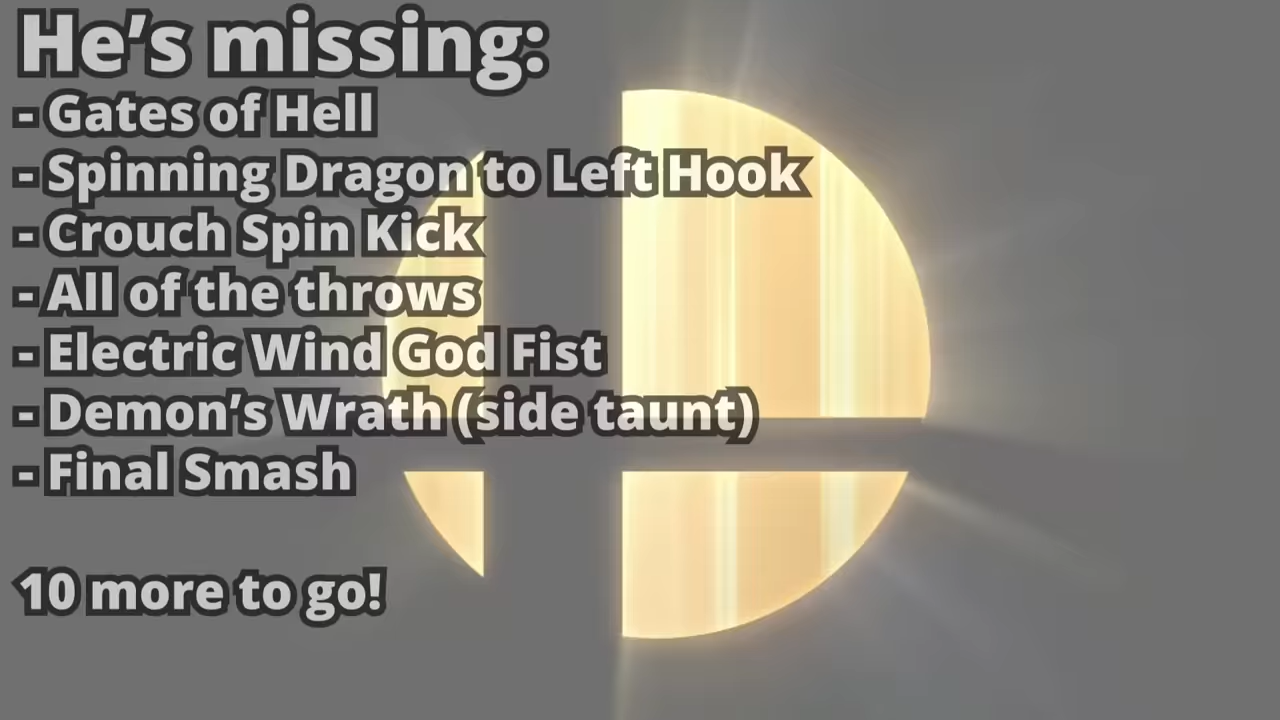 He's missing:
- Gates of Hell
- Spinning Dragon to Left Hook
- Crouch Spin Kick
- All of the throws
- Electric Wind God Fist
- Demon's Wrath (side taunt)
- Final Smash
10 more to go!